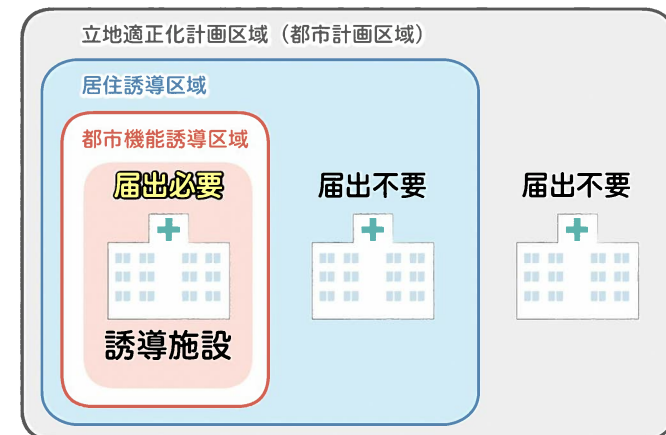 立地適正化計画区域（都市計画区域）
居住誘導区域
都市機能誘導区域
届出必要
届出不要
届出不要
誘導施設